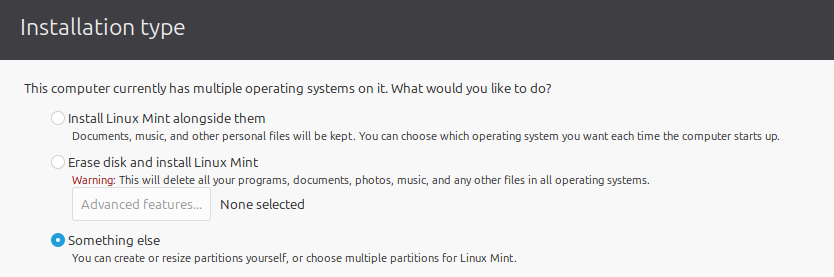 Installation type
This computer currently has multiple operating systems on it. What would you like to do?
Install Linux Mint alongside them
Documents, music, and other personal files will be kept. You can choose which operating system you want each time the computer starts up.
Erase disk and install Linux Mint
Warning: This will delete all your programs, documents, photos, music, and any other files in all operating systems.
Advanced features... None selected
Something else
You can create or resize partitions yourself, or choose multiple partitions for Linux Mint.